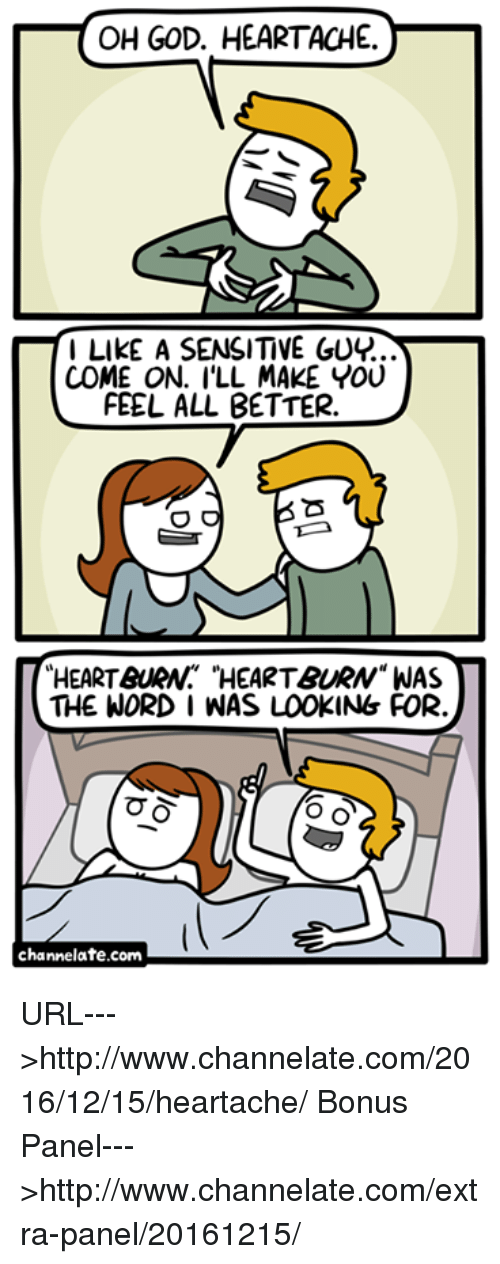 OH GOD. HEARTACHE.
I LIKE A SENSITIVE GUY...
COME ON. I'LL MAKE YOU
FEEL ALL BETTER.
"HEARTBURN." "HEARTBURN" WAS
THE WORD I WAS LOOKING FOR.
channelate.com
URL---
>http://www.channelate.com/20
16/12/15/heartache/ Bonus
Panel---
>http://www.channelate.com/ext
ra-panel/20161215/